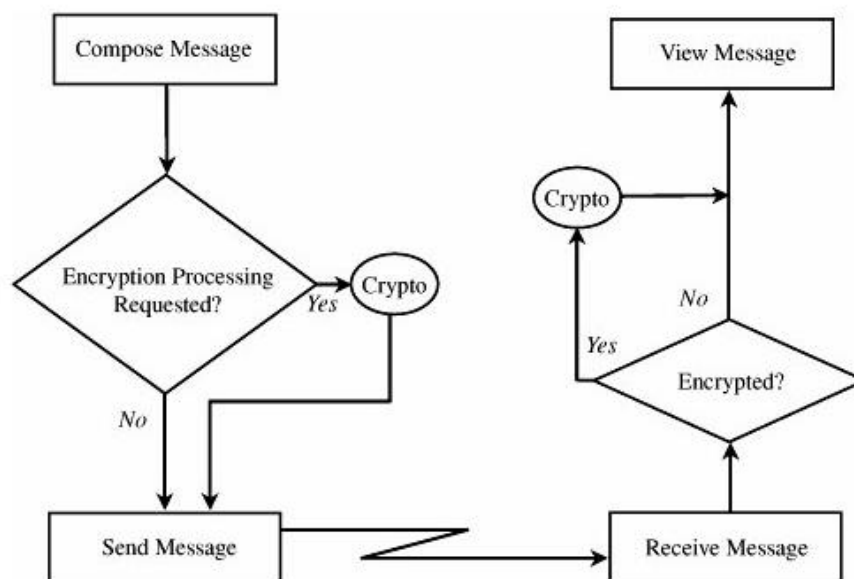 Compose Message
Encryption Processing
Requested?
Yes
Crypto
No
Send Message
View Message
Crypto
No
Yes
Encrypted?
Receive Message